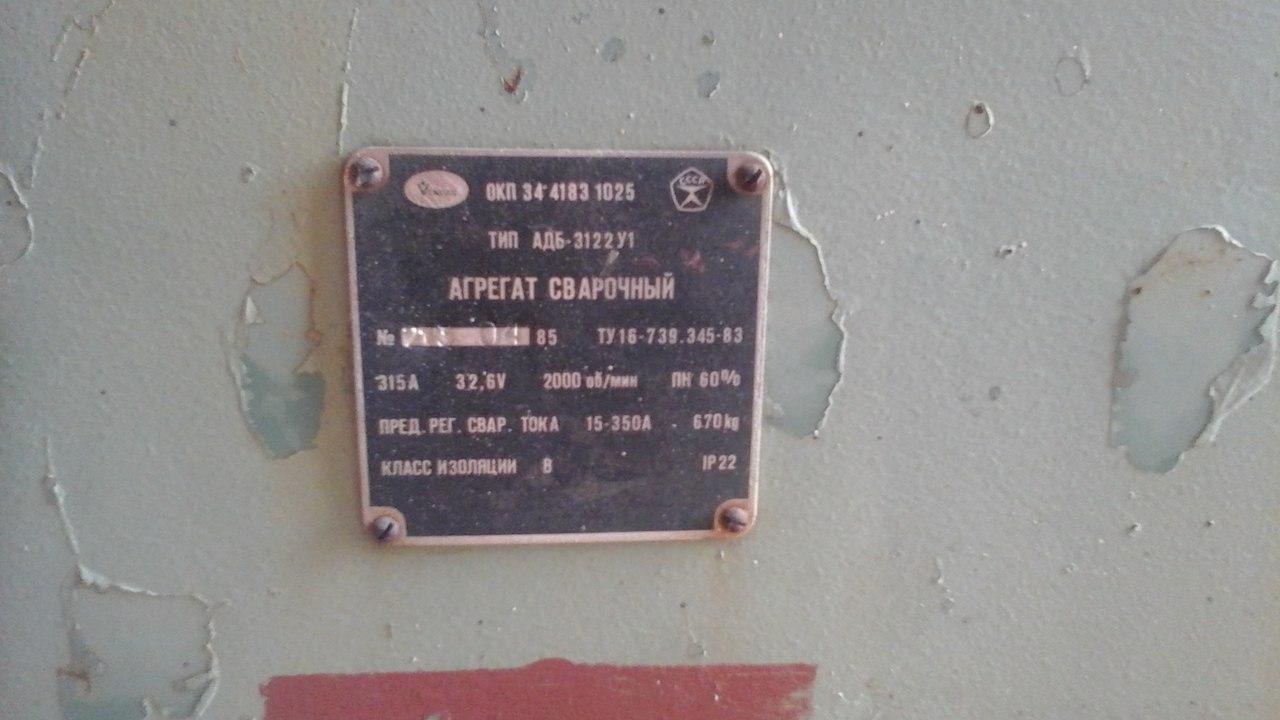 ОКП 34 4183 1025
СССР
ТИП АДБ-3122У1
АГРЕГАТ СВАРОЧНЫЙ
№ 85 ТУ16-739.345-83
315А 32,6V 2000 об/мин ПН 60%
ПРЕД. РЕГ. СВАР. ТОКА 15-350А 670kg
КЛАСС ИЗОЛЯЦИИ В IP22